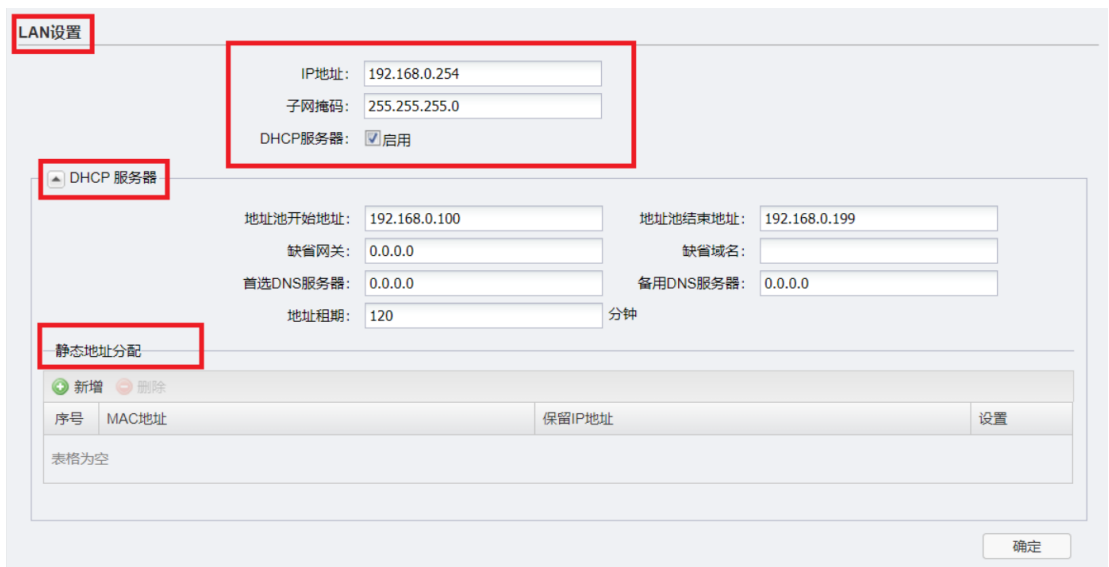 LAN设置
IP地址: 192.168.0.254
子网掩码: 255.255.255.0
DHCP服务器: 启用
DHCP 服务器
地址池开始地址: 192.168.0.100 地址池结束地址: 192.168.0.199
缺省网关: 0.0.0.0 缺省域名:
首选DNS服务器: 0.0.0.0 备用DNS服务器: 0.0.0.0
地址租期: 120 分钟
静态地址分配
新增 删除
序号 MAC地址 保留IP地址 设置
表格为空
确定